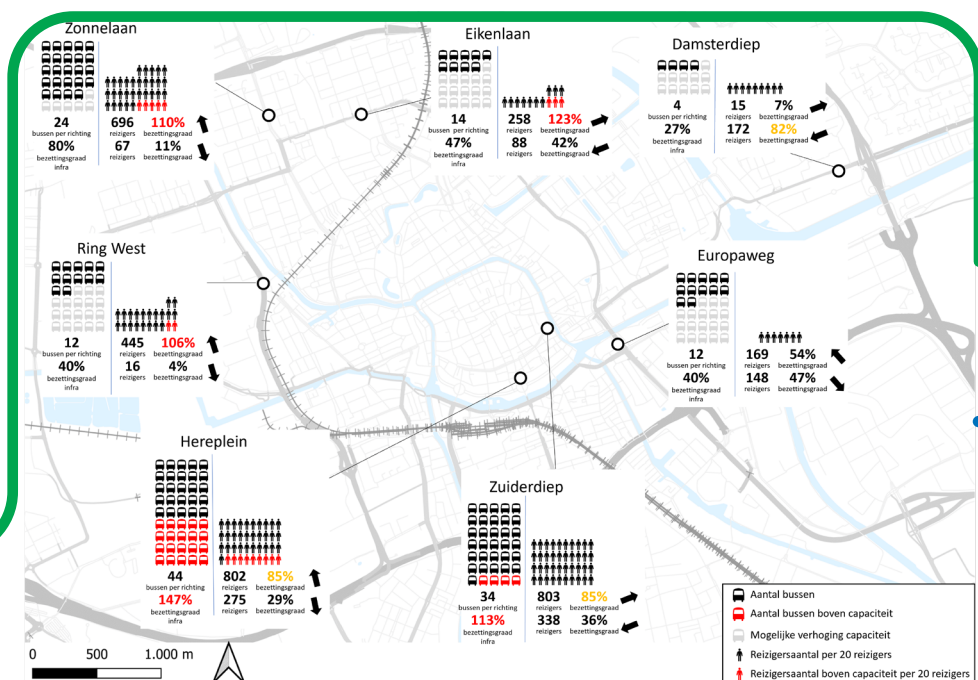 Zonnelaan
24
bussen per richting
80%
bezettingsgraad
infra
696
reizigers
67
reizigers
110%
bezettingsgraad
11%
bezettingsgraad
Eikenlaan
14
bussen per richting
47%
bezettingsgraad
infra
258
reizigers
88
reizigers
123%
bezettingsgraad
42%
bezettingsgraad
Damsterdiep
4
bussen per richting
27%
bezettingsgraad
infra
15
reizigers
172
reizigers
7%
bezettingsgraad
82%
bezettingsgraad
Ring West
12
bussen per richting
40%
bezettingsgraad
infra
445
reizigers
16
reizigers
106%
bezettingsgraad
4%
bezettingsgraad
Europaweg
12
bussen per richting
40%
bezettingsgraad
infra
169
reizigers
148
reizigers
54%
bezettingsgraad
47%
bezettingsgraad
Hereplein
44
bussen per richting
147%
bezettingsgraad
infra
802
reizigers
275
reizigers
85%
bezettingsgraad
29%
bezettingsgraad
Zuiderdiep
34
bussen per richting
113%
bezettingsgraad
infra
803
reizigers
338
reizigers
85%
bezettingsgraad
36%
bezettingsgraad
0 500 1.000 m
Aantal bussen
Aantal bussen boven capaciteit
Mogelijke verhoging capaciteit
Reizigersaantal per 20 reizigers
Reizigersaantal boven capaciteit per 20 reizigers